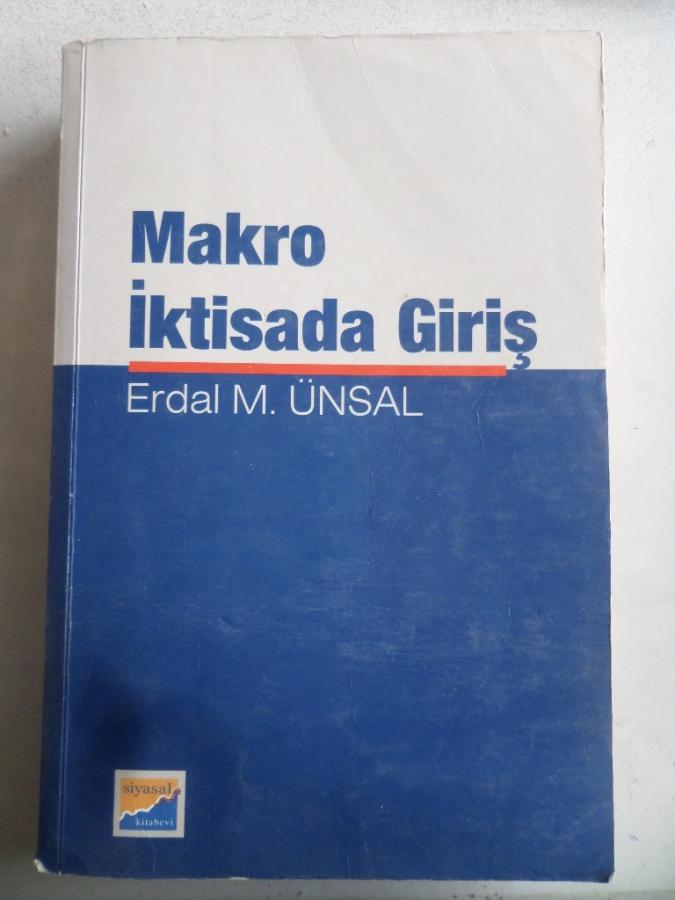 Makro
İktisada Giriş
Erdal M. ÜNSAL
siyasal
kitabevi